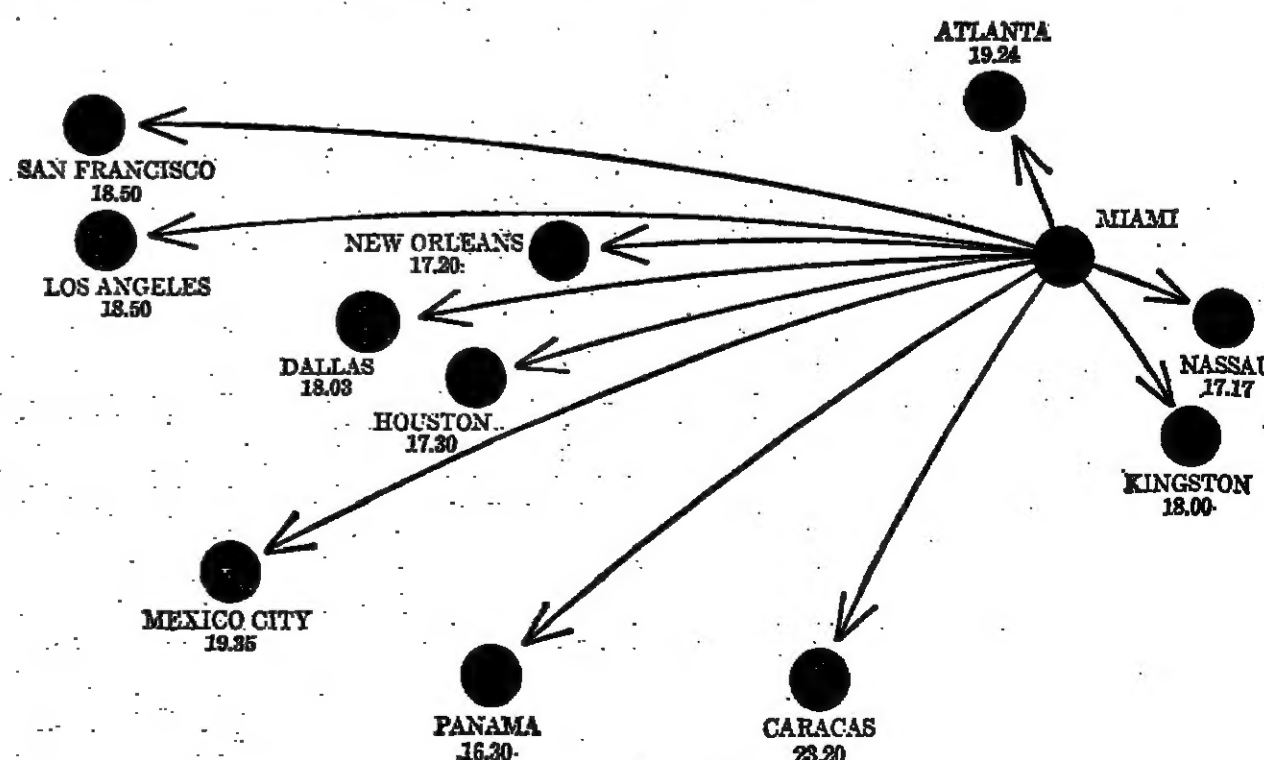 ATLANTA
19.24
SAN FRANCISCO
18.50
MIAMI
NEW ORLEANS
17.20
LOS ANGELES
18.50
DALLAS
18.03
NASSAU
17.17
HOUSTON
17.30
KINGSTON
18.00
MEXICO CITY
19.35
PANAMA
16.30
CARACAS
23.20